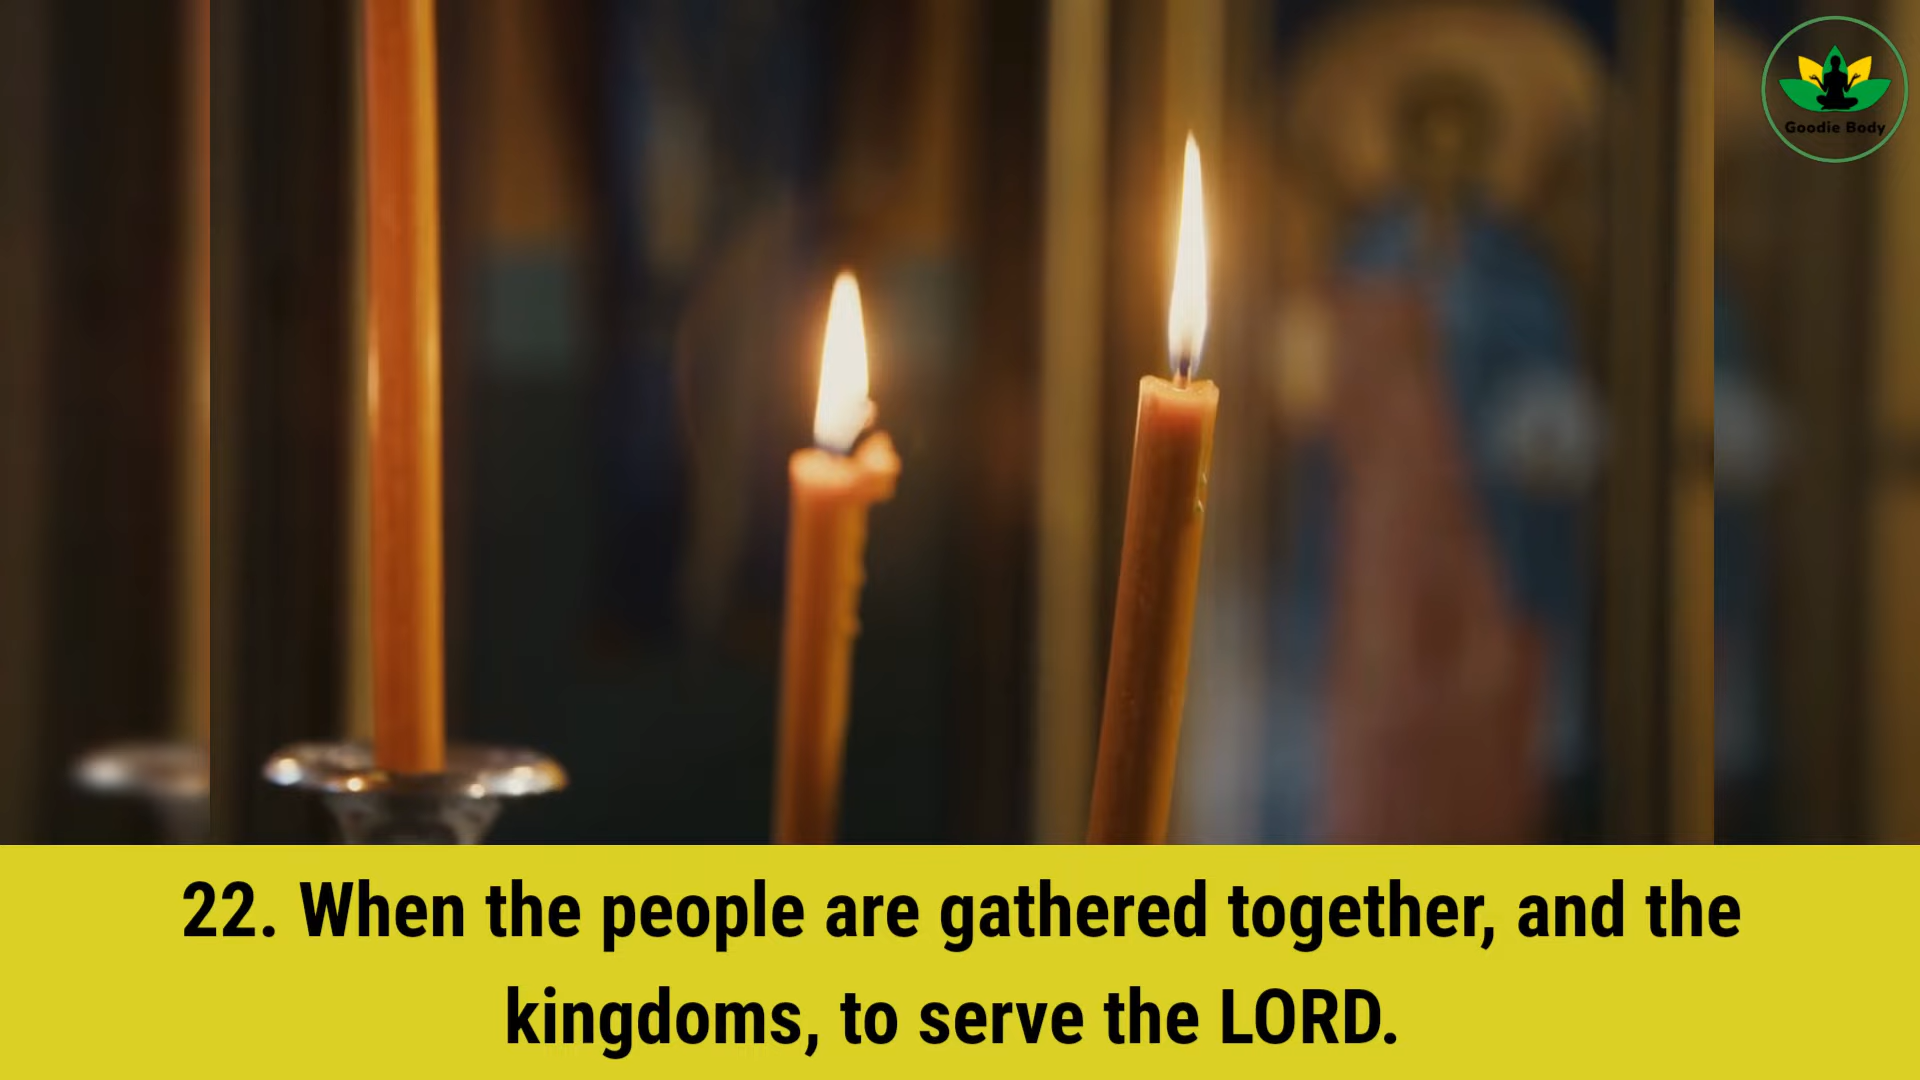 Goodie Body
22. When the people are gathered together, and the
kingdoms, to serve the LORD.